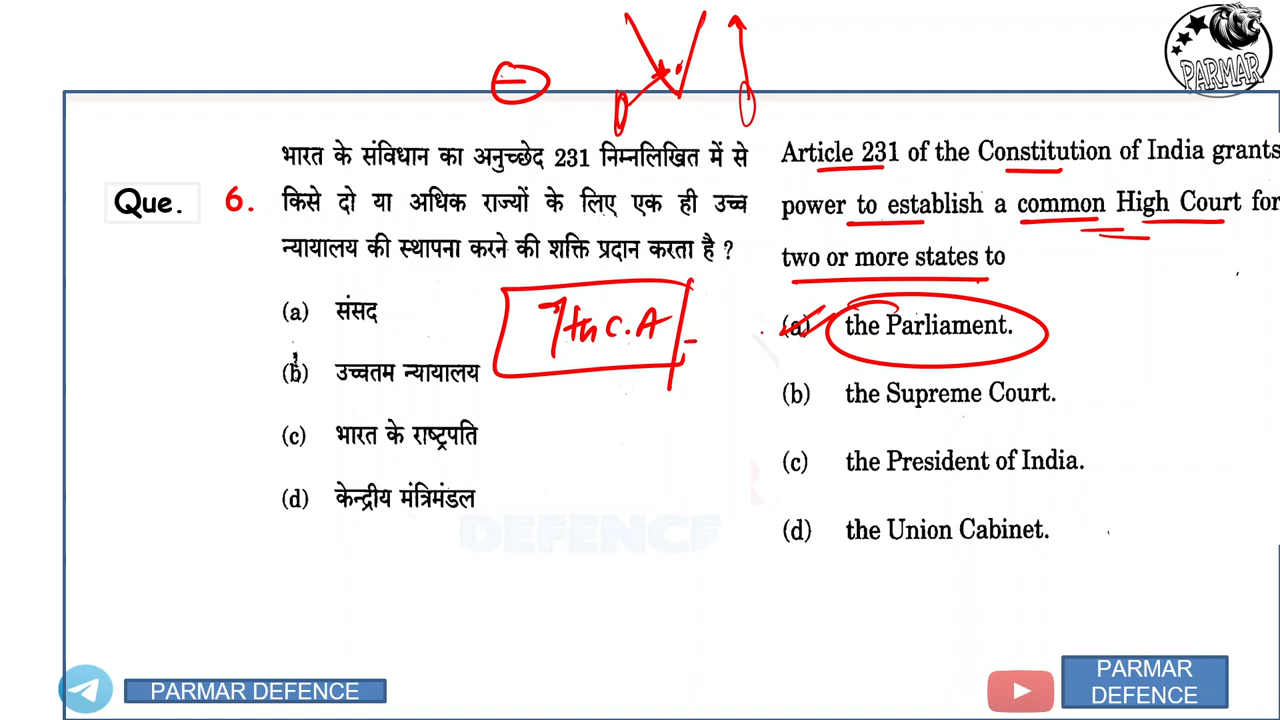 PARMAR
भारत के संविधान का अनुच्छेद 231 निम्नलिखित में से
Que. 6. किसे दो या अधिक राज्यों के लिए एक ही उच्च
न्यायालय की स्थापना करने की शक्ति प्रदान करता है ?
(a) संसद
(b) उच्चतम न्यायालय
(c) भारत के राष्ट्रपति
(d) केन्द्रीय मंत्रिमंडल
7th C.A
Article 231 of the Constitution of India grants
power to establish a common High Court for
two or more states to
(a) the Parliament.
(b) the Supreme Court.
(c) the President of India.
(d) the Union Cabinet.
DEFENCE
PARMAR DEFENCE
PARMAR
DEFENCE